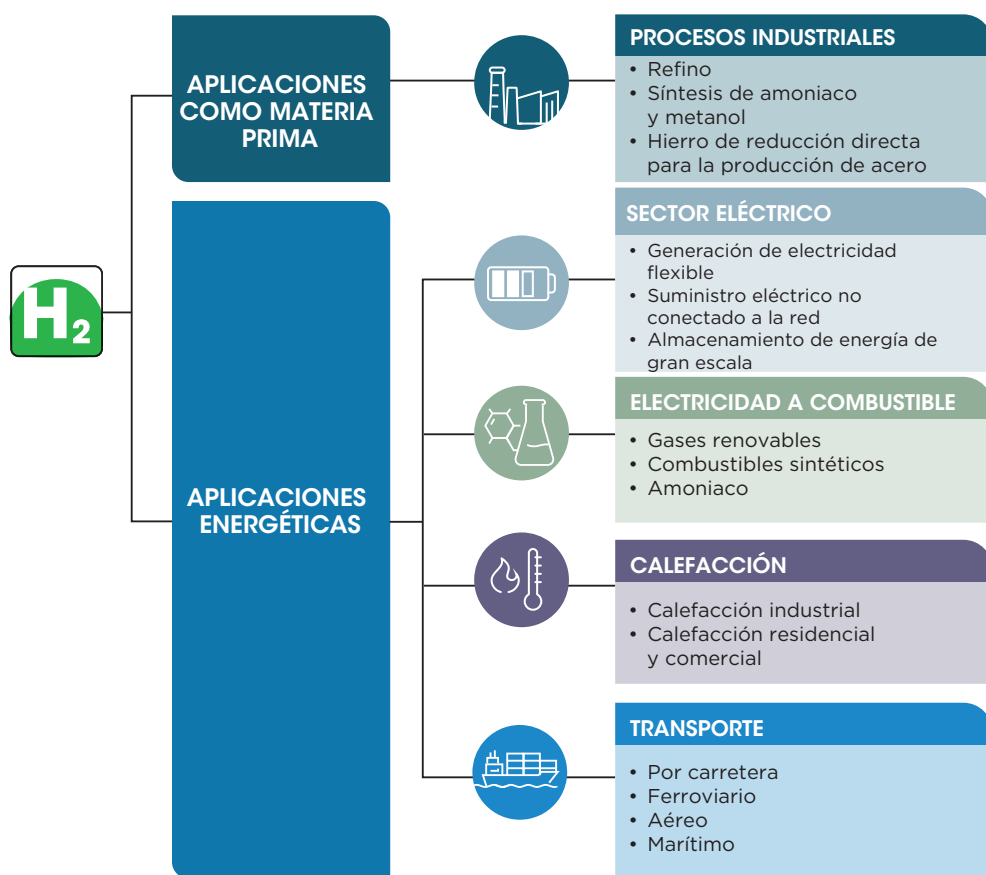 H2
APLICACIONES
COMO MATERIA
PRIMA
PROCESOS INDUSTRIALES
• Refino
• Síntesis de amoniaco
y metanol
• Hierro de reducción directa
para la producción de acero
APLICACIONES
ENERGÉTICAS
SECTOR ELÉCTRICO
• Generación de electricidad
flexible
• Suministro eléctrico no
conectado a la red
• Almacenamiento de energía de
gran escala
ELECTRICIDAD A COMBUSTIBLE
• Gases renovables
• Combustibles sintéticos
• Amoniaco
CALEFACCIÓN
• Calefacción industrial
• Calefacción residencial
y comercial
TRANSPORTE
• Por carretera
• Ferroviario
• Aéreo
• Marítimo